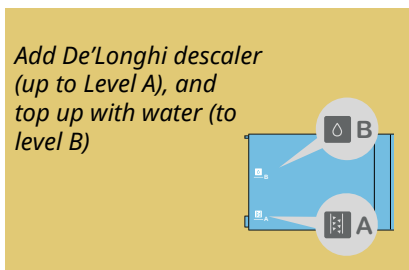 Add De’Longhi descaler
(up to Level A), and
top up with water (to
level B)
B
B
A
A